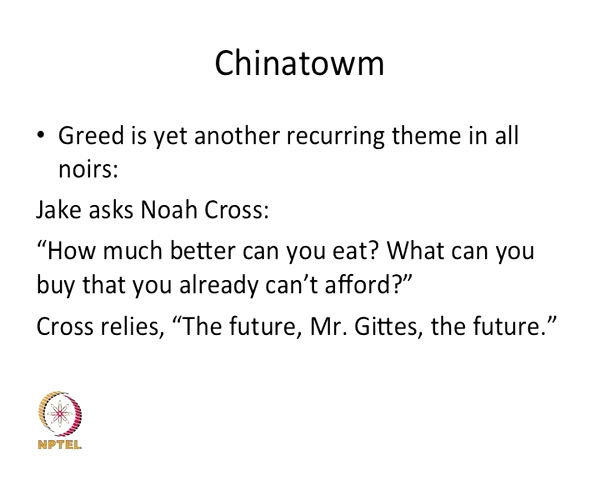 Chinatowm
• Greed is yet another recurring theme in all
noirs:
Jake asks Noah Cross:
“How much better can you eat? What can you
buy that you already can’t afford?”
Cross relies, “The future, Mr. Gittes, the future.”
NPTEL